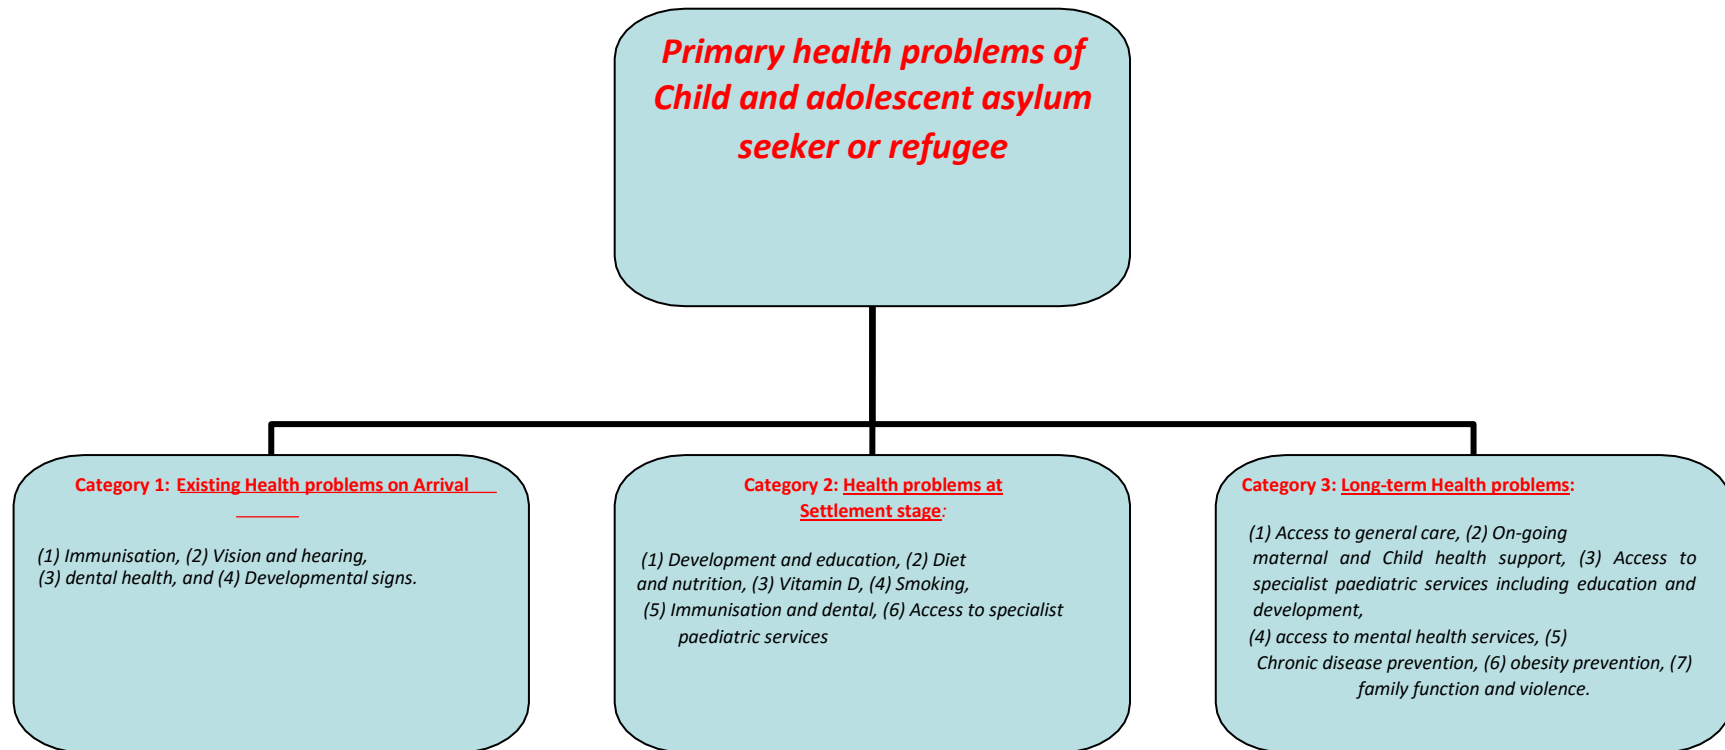 Primary health problems of
Child and adolescent asylum
seeker or refugee
Category 1: Existing Health problems on Arrival
(1) Immunisation, (2) Vision and hearing,
(3) dental health, and (4) Developmental signs.
Category 2: Health problems at
Settlement stage:
(1) Development and education, (2) Diet
and nutrition, (3) Vitamin D, (4) Smoking,
(5) Immunisation and dental, (6) Access to specialist
paediatric services
Category 3: Long-term Health problems:
(1) Access to general care, (2) On-going
maternal and Child health support, (3) Access to
specialist paediatric services including education and
development,
(4) access to mental health services, (5)
Chronic disease prevention, (6) obesity prevention, (7)
family function and violence.